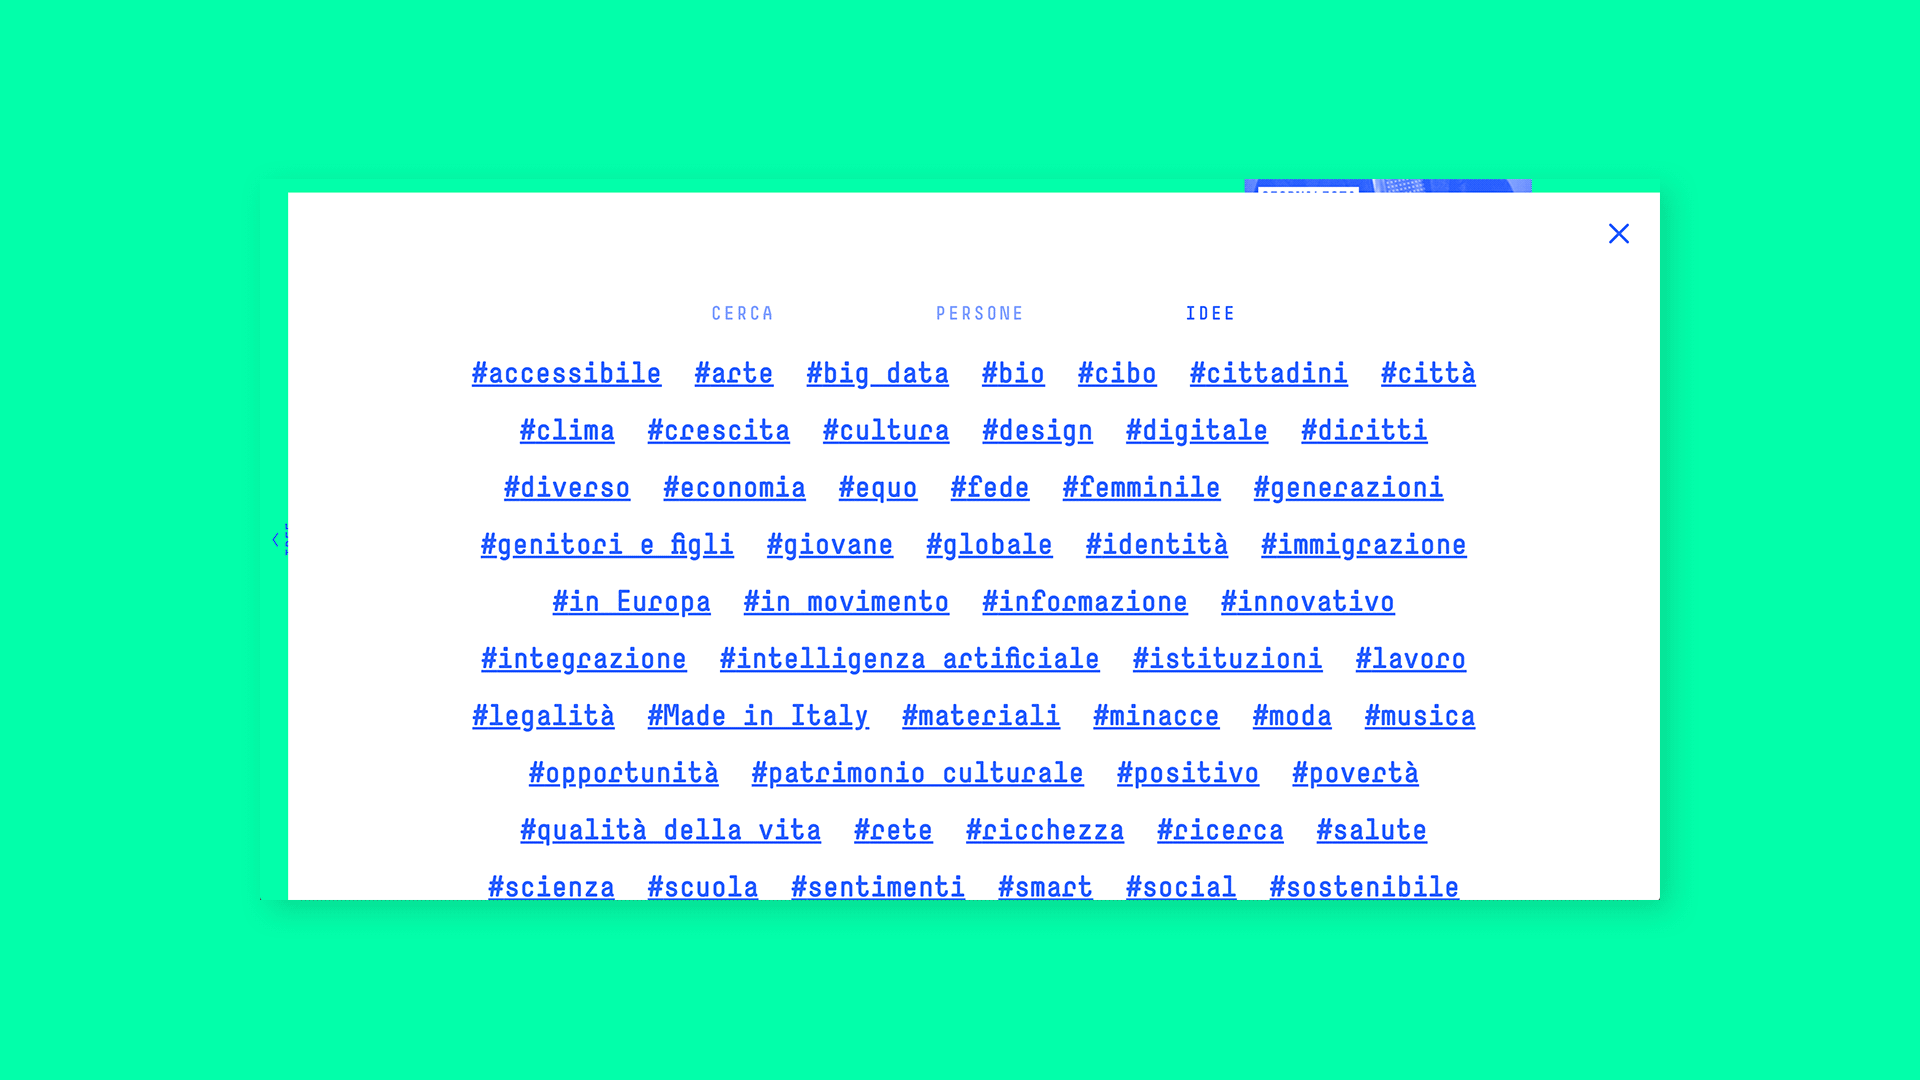 CERCA PERSONE IDEE
#accessibile #arte #big data #bio #cibo #cittadini #città
#clima #crescita #cultura #design #digitale #diritti
#diverso #economia #equo #fede #femminile #generazioni
#genitori e figli #giovane #globale #identità #immigrazione
#in Europa #in movimento #informazione #innovativo
#integrazione #intelligenza artificiale #istituzioni #lavoro
#legalità #Made in Italy #materiali #minacce #moda #musica
#opportunità #patrimonio culturale #positivo #povertà
#qualità della vita #rete #ricchezza #ricerca #salute
#scienza #scuola #sentimenti #smart #social #sostenibile